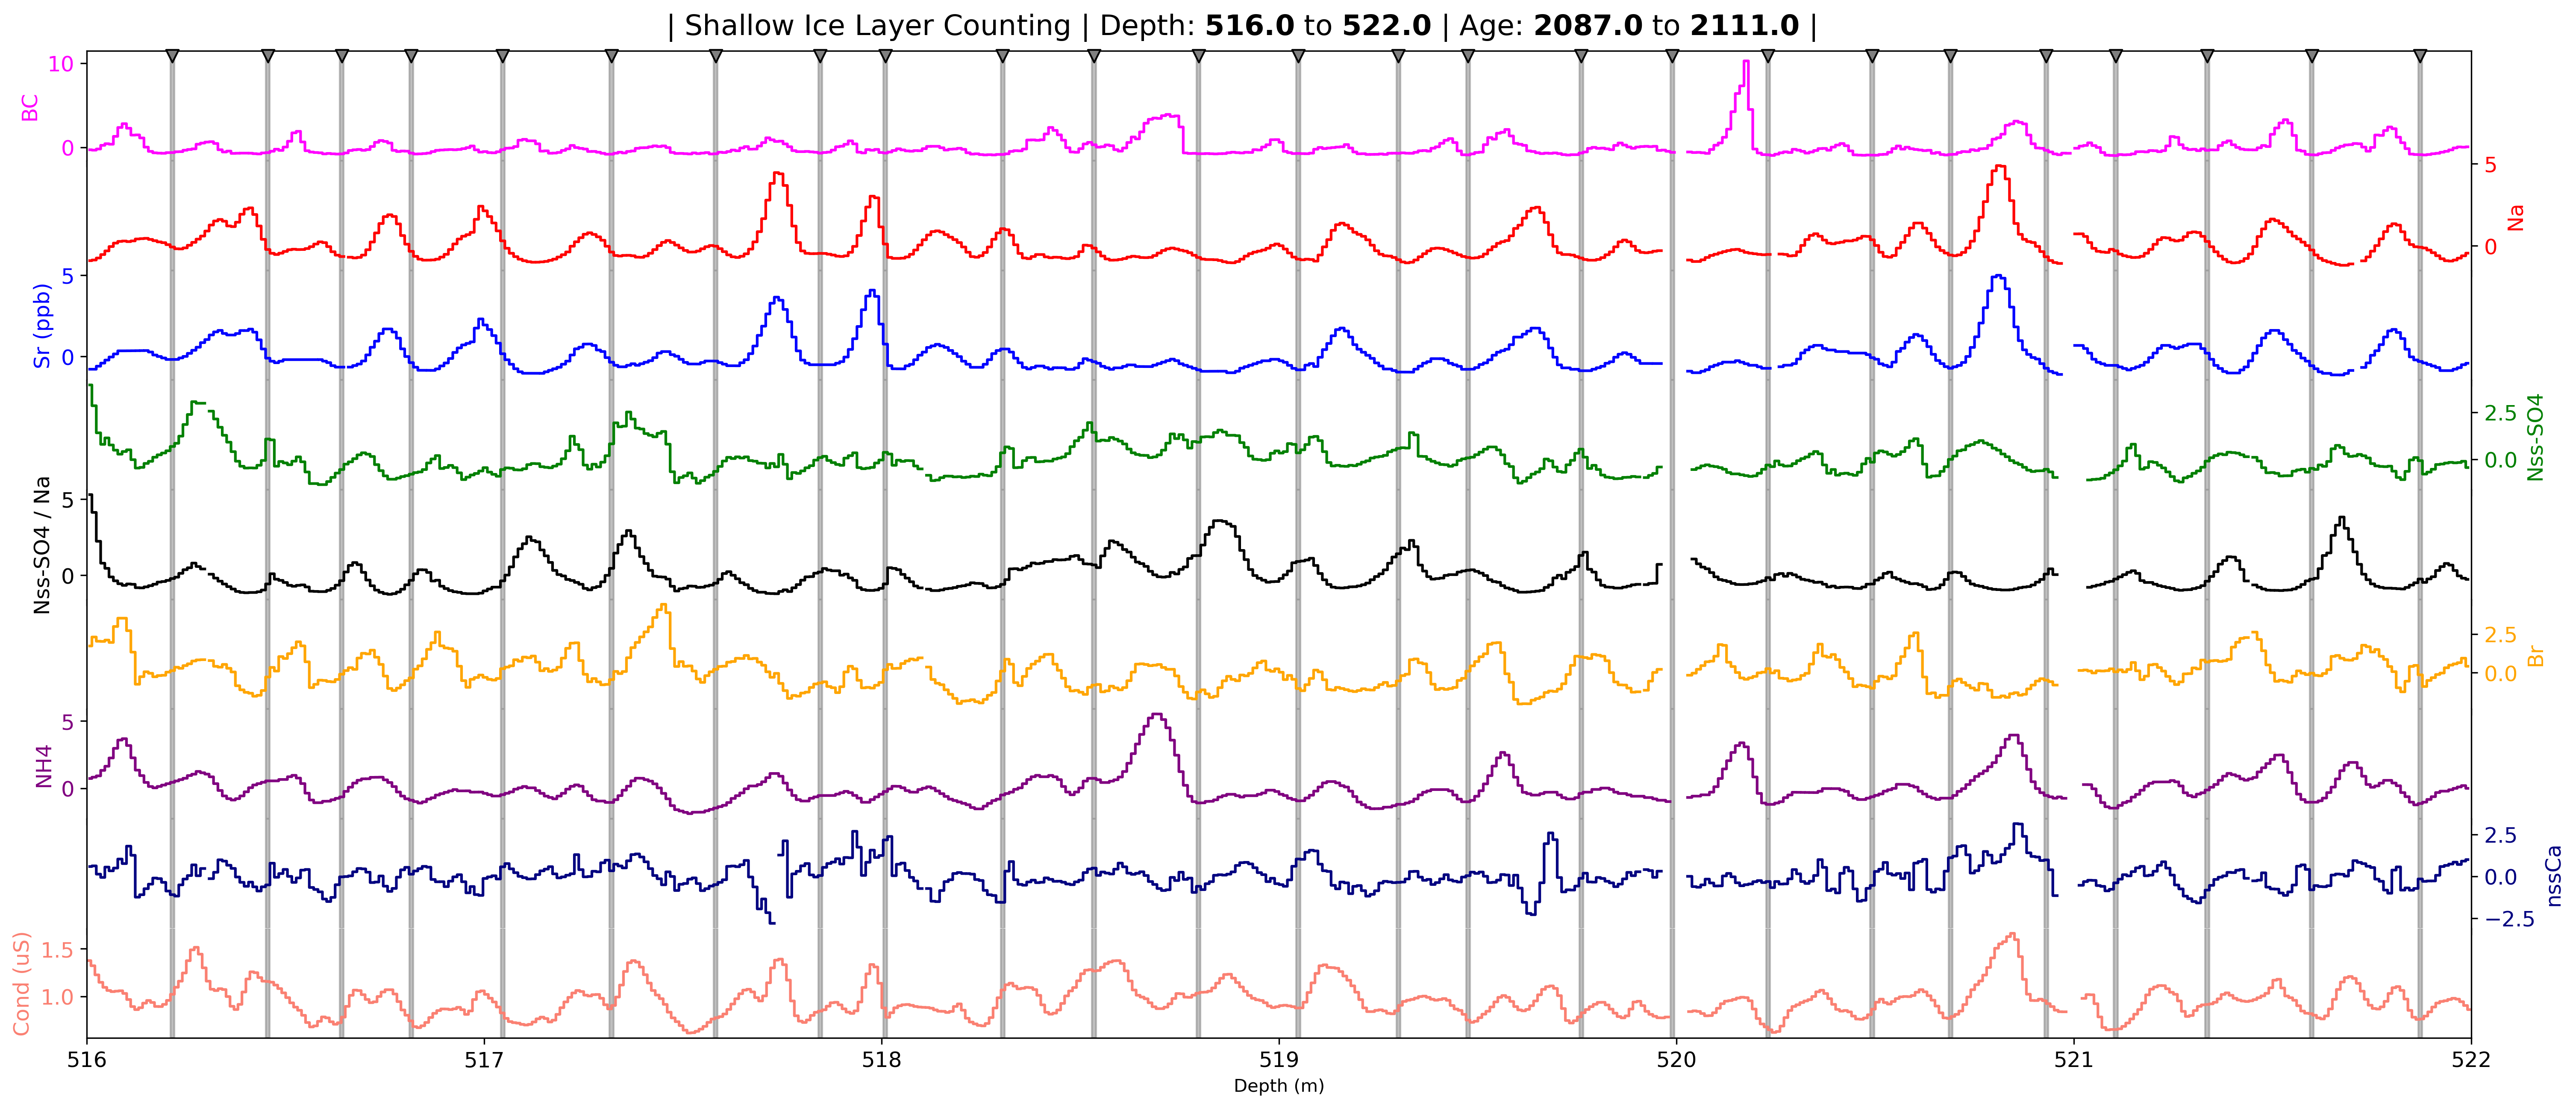 | Shallow Ice Layer Counting | Depth: 516.0 to 522.0 | Age: 2087.0 to 2111.0 |
10
BC
0
5
Na
0
5
Sr (ppb)
0
2.5
Nss-SO4
0.0
5
Nss-SO4 / Na
0
2.5
Br
0.0
5
NH4
0
2.5
0.0
nssCa
−2.5
1.5
Cond (uS)
1.0
516 517 518 519 520 521 522
Depth (m)